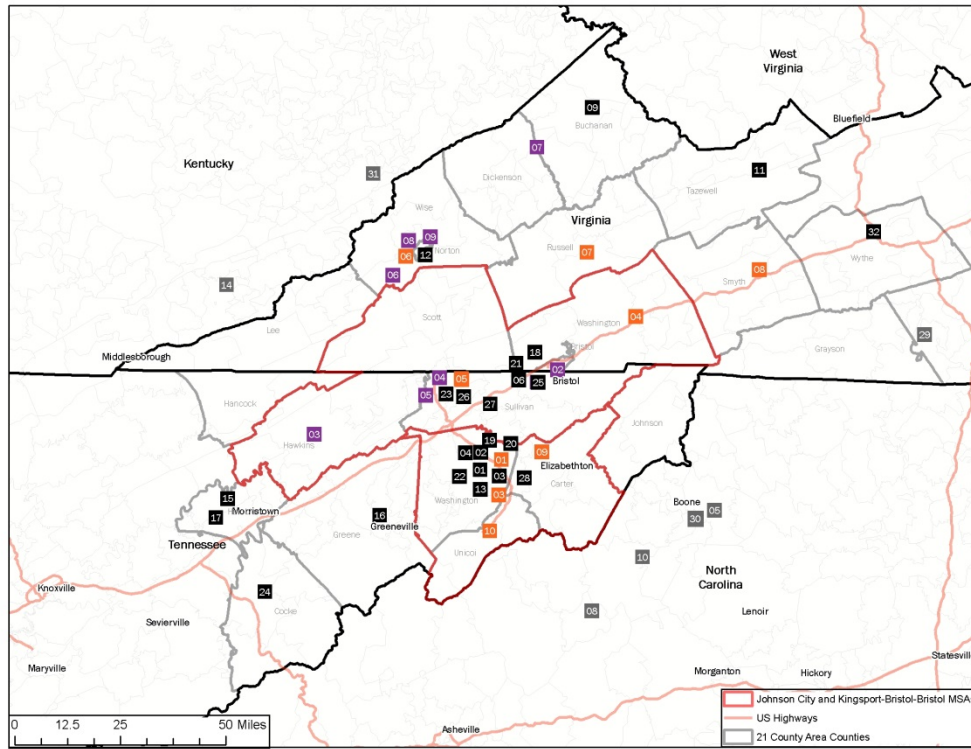 West
Virginia
09
Buchanan
Bluefield
07
Kentucky
31
Dickenson
11
Tazewell
Wise
Virginia
08
09
32
06
12
Norton
07
Russell
Wythe
06
08
Smyth
14
Scott
Washington
04
Lee
29
18
Bristol
Grayson
Middlesborough
21
02
04
05
06
25
Bristol
05
23
26
Hancock
27
Sullivan
Johnson
03
Hawkins
19
20
04
02
01
09
Elizabethton
01
22
03
28
Carter
15
13
03
Washington
Boone
05
Morristown
17
16
30
Greeneville
Tennessee
Greene
10
Unicoi
10
North
Carolina
Knoxville
24
Cocke
08
Lenoir
Sevierville
Statesville
Maryville
Morganton
Hickory
Asheville
0 12.5 25 50 Miles
Johnson City and Kingsport-Bristol-Bristol MSA
US Highways
21 County Area Counties